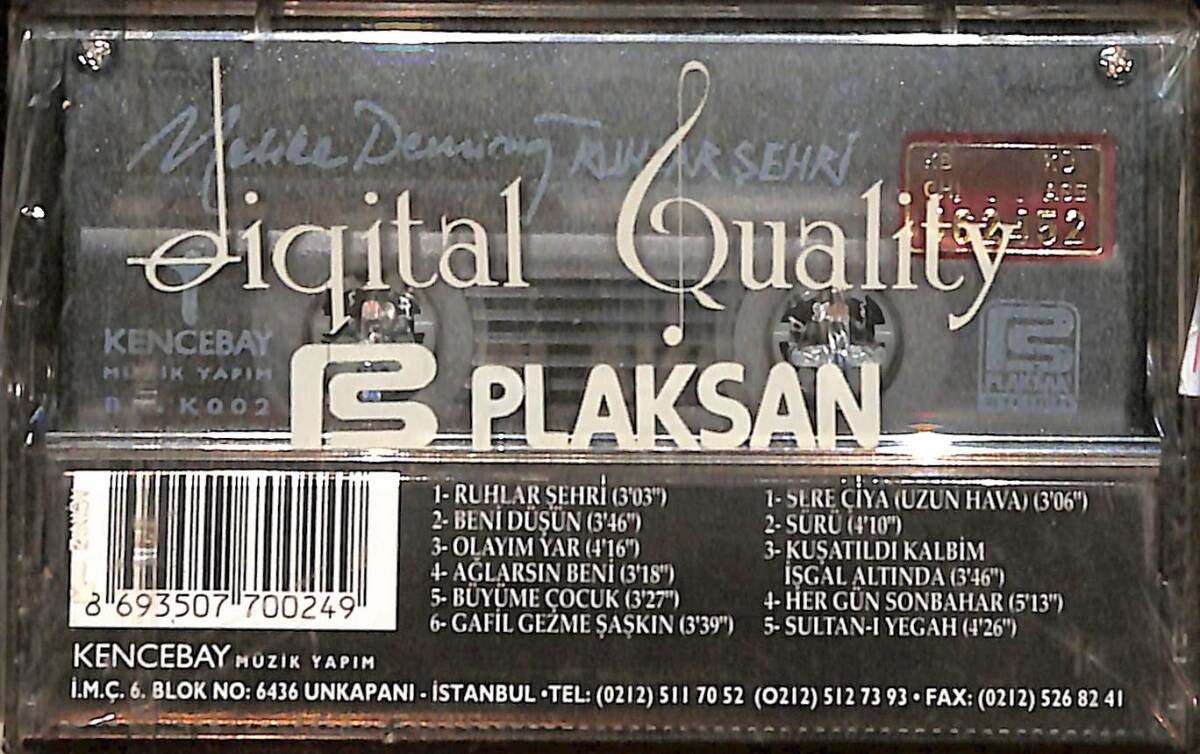 Melike Demirağ RUHLAR ŞEHRİ
digital Quality
62452
KENCEBAY
MÜZİK YAPIM
K002
PLAKSAN
PLAKSAN
8 693507 700249
1- RUHLAR ŞEHRİ (3'03")
2- BENİ DÜŞÜN (3'46")
3- OLAYIM YAR (4'16")
4- AĞLARSIN BENİ (3'18")
5- BÜYÜME ÇOCUK (3'27")
6- GAFİL GEZME ŞAŞKIN (3'39")
1- SERE ÇİYA (UZUN HAVA) (3'06")
2- SÜRÜ (4'10")
3- KUŞATILDI KALBİM
İŞGAL ALTINDA (3'46")
4- HER GÜN SONBAHAR (5'13")
5- SULTAN-I YEGAH (4'26")
KENCEBAY MÜZİK YAPIM
İ.M.Ç. 6. BLOK NO: 6436 UNKAPANI - İSTANBUL •TEL: (0212) 511 70 52 (0212) 512 73 93 • FAX: (0212) 526 82 41